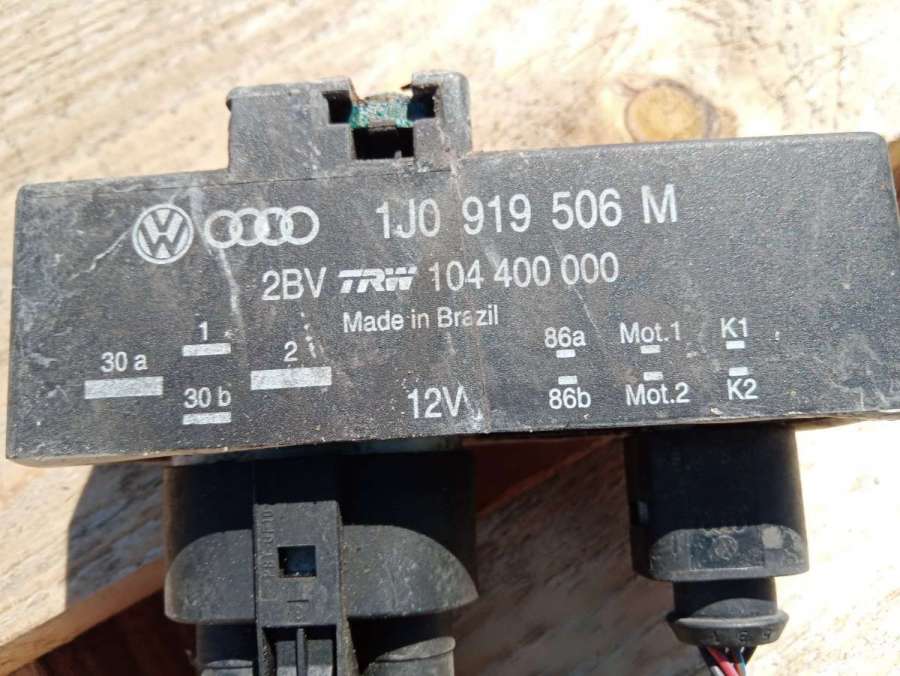 1J0 919 506 M
2BV TRW 104 400 000
Made in Brazil
30 a
1
30 b
2
12V
86a Mot.1 K1
86b Mot.2 K2